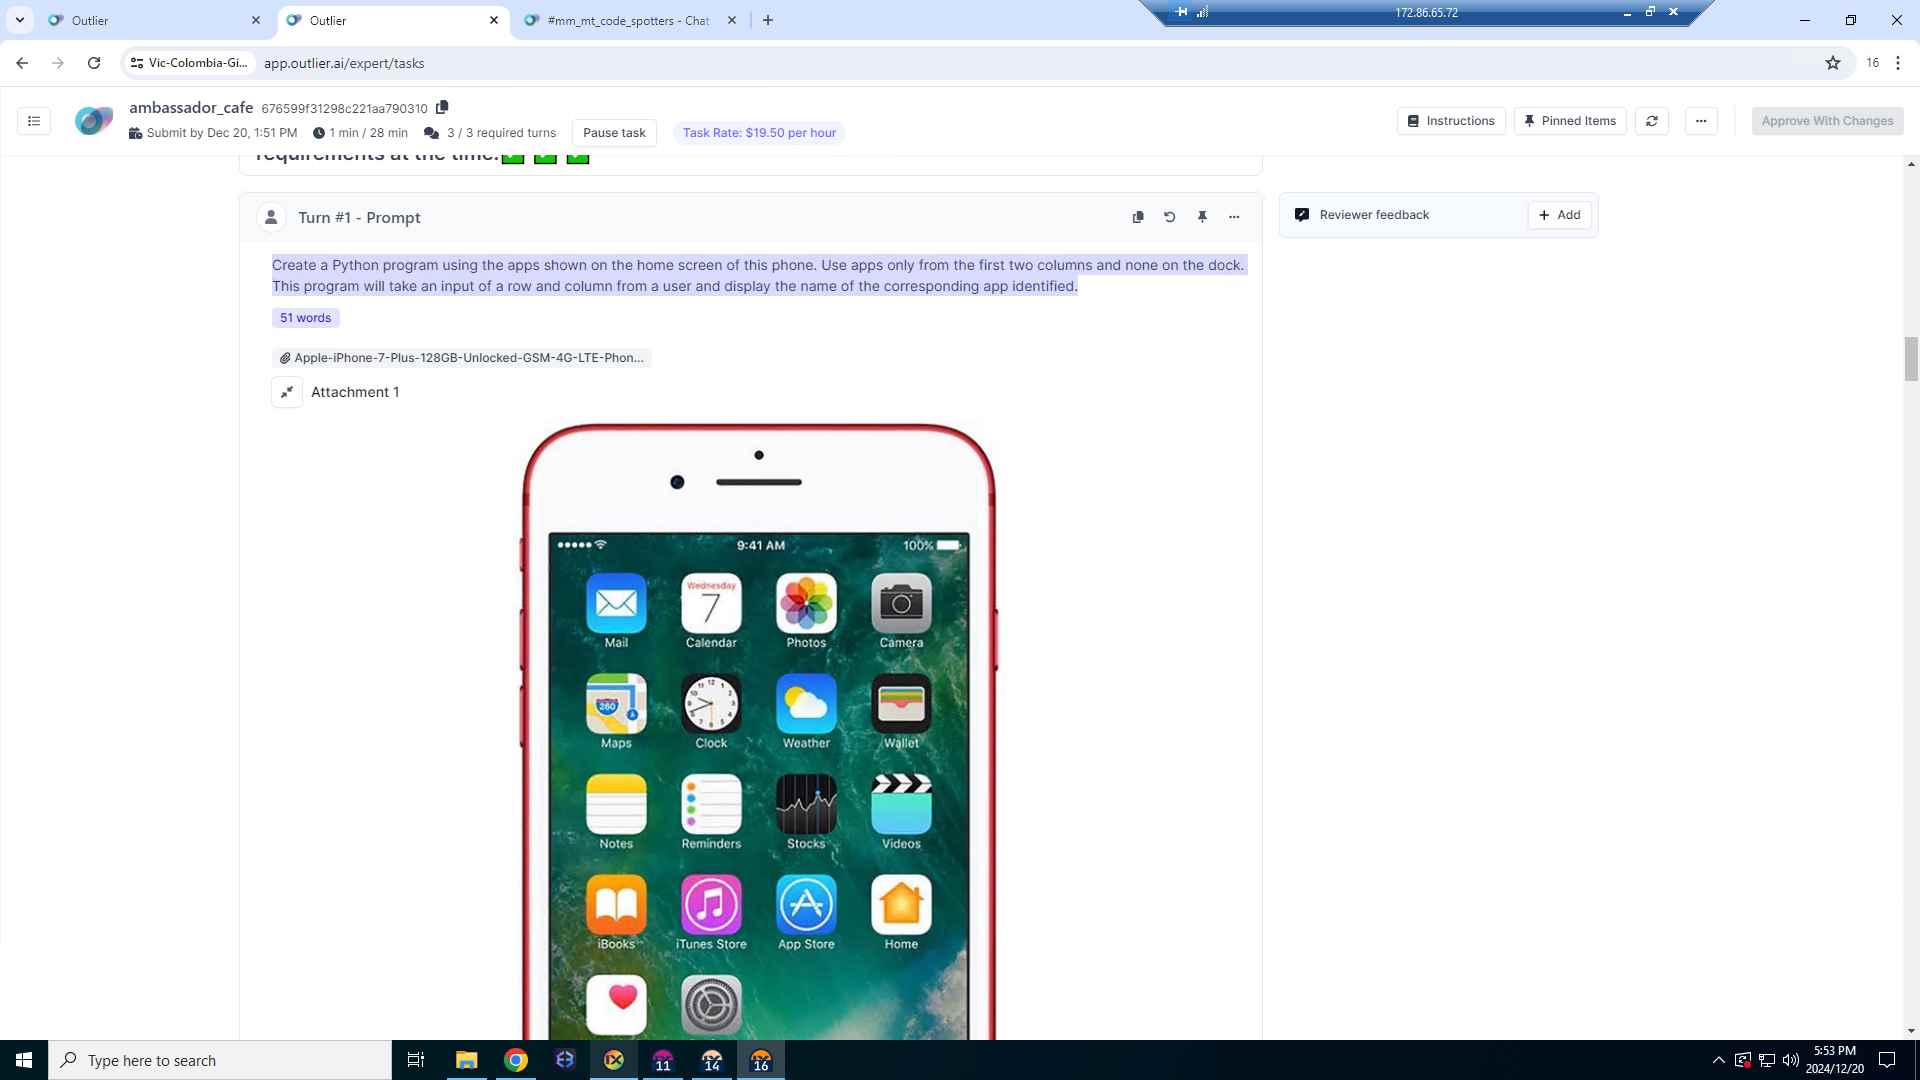 Outlier
Outlier
#mm_mt_code_spotters - Chat
172.86.65.72
Vic-Colombia-Gi...
app.outlier.ai/expert/tasks
16
ambassador_cafe 676599f31298c221aa790310
Submit by Dec 20, 1:51 PM
1 min / 28 min
3 / 3 required turns
Pause task
Task Rate: $19.50 per hour
Instructions
Pinned Items
Approve With Changes
requirements at the time.
Turn #1 - Prompt
Reviewer feedback
Add
Create a Python program using the apps shown on the home screen of this phone. Use apps only from the first two columns and none on the dock.
This program will take an input of a row and column from a user and display the name of the corresponding app identified.
51 words
Apple-iPhone-7-Plus-128GB-Unlocked-GSM-4G-LTE-Phon...
Attachment 1
9:41 AM
100%
Wednesday
7
Mail
Calendar
Photos
Camera
280
Maps
Clock
Weather
Wallet
Notes
Reminders
Stocks
Videos
iBooks
iTunes Store
App Store
Home
Type here to search
11
14
16
5:53 PM
2024/12/20